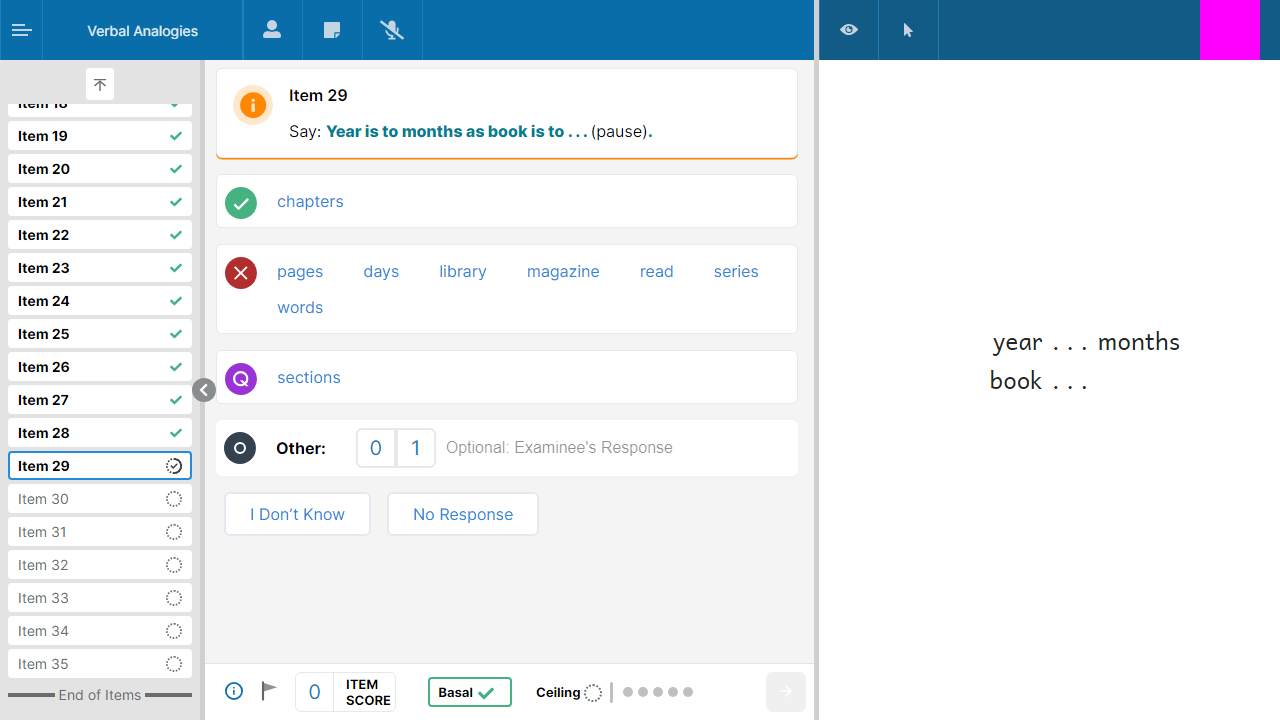 Verbal Analogies
Item 18
Item 19
Item 20
Item 21
Item 22
Item 23
Item 24
Item 25
Item 26
Item 27
Item 28
Item 29
Item 30
Item 31
Item 32
Item 33
Item 34
Item 35
End of Items
Item 29
Say: Year is to months as book is to . . . (pause).
chapters
pages days library magazine read series
words
Q sections
Other: 0 1 Optional: Examinee's Response
I Don’t Know No Response
0 ITEM SCORE Basal Ceiling
year . . . months
book . . .